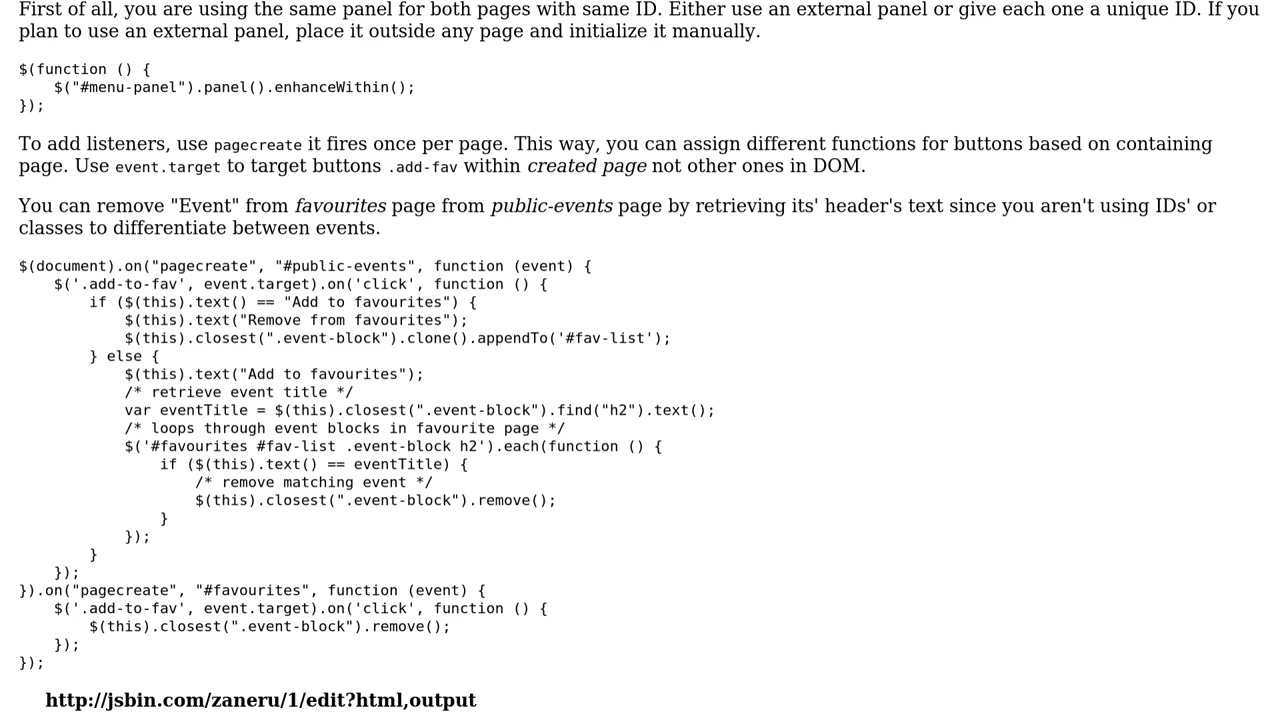 First of all, you are using the same panel for both pages with same ID. Either use an external panel or give each one a unique ID. If you
plan to use an external panel, place it outside any page and initialize it manually.
$(function () {
    $("#menu-panel").panel().enhanceWithin();
});
To add listeners, use pagecreate it fires once per page. This way, you can assign different functions for buttons based on containing
page. Use event.target to target buttons .add-fav within created page not other ones in DOM.
You can remove "Event" from favourites page from public-events page by retrieving its' header's text since you aren't using IDs' or
classes to differentiate between events.
$(document).on("pagecreate", "#public-events", function (event) {
    $('.add-to-fav', event.target).on('click', function () {
        if ($(this).text() == "Add to favourites") {
            $(this).text("Remove from favourites");
            $(this).closest(".event-block").clone().appendTo('#fav-list');
        } else {
            $(this).text("Add to favourites");
            /* retrieve event title */
            var eventTitle = $(this).closest(".event-block").find("h2").text();
            /* loops through event blocks in favourite page */
            $('#favourites #fav-list .event-block h2').each(function () {
                if ($(this).text() == eventTitle) {
                    /* remove matching event */
                    $(this).closest(".event-block").remove();
                }
            });
        }
    });
}).on("pagecreate", "#favourites", function (event) {
    $('.add-to-fav', event.target).on('click', function () {
        $(this).closest(".event-block").remove();
    });
});
http://jsbin.com/zaneru/1/edit?html,output